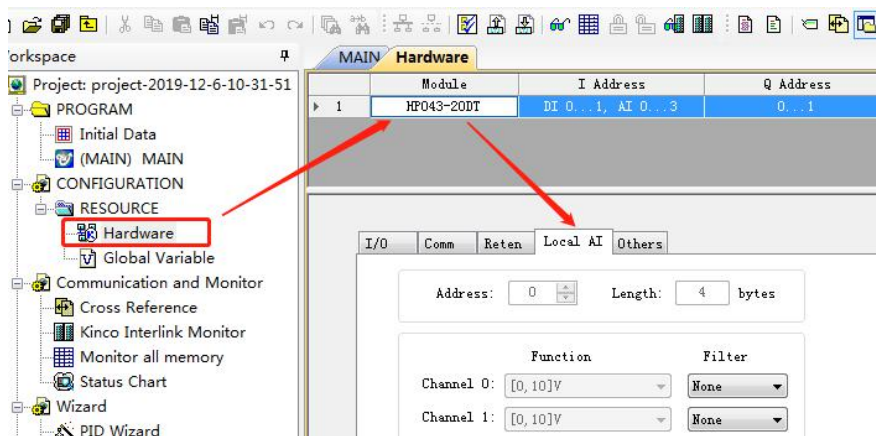 orkspace
MAIN
Hardware
Project: project-2019-12-6-10-31-51
PROGRAM
Initial Data
(MAIN) MAIN
CONFIGURATION
RESOURCE
Hardware
Global Variable
Communication and Monitor
Cross Reference
Kinco Interlink Monitor
Monitor all memory
Status Chart
Wizard
PID Wizard
Module I Address Q Address
1 HP043-20DT DI 0...1, AI 0...3 0...1
I/O Comm Reten Local AI Others
Address: 0 Length: 4 bytes
Function Filter
Channel 0: [0,10]V None
Channel 1: [0,10]V None